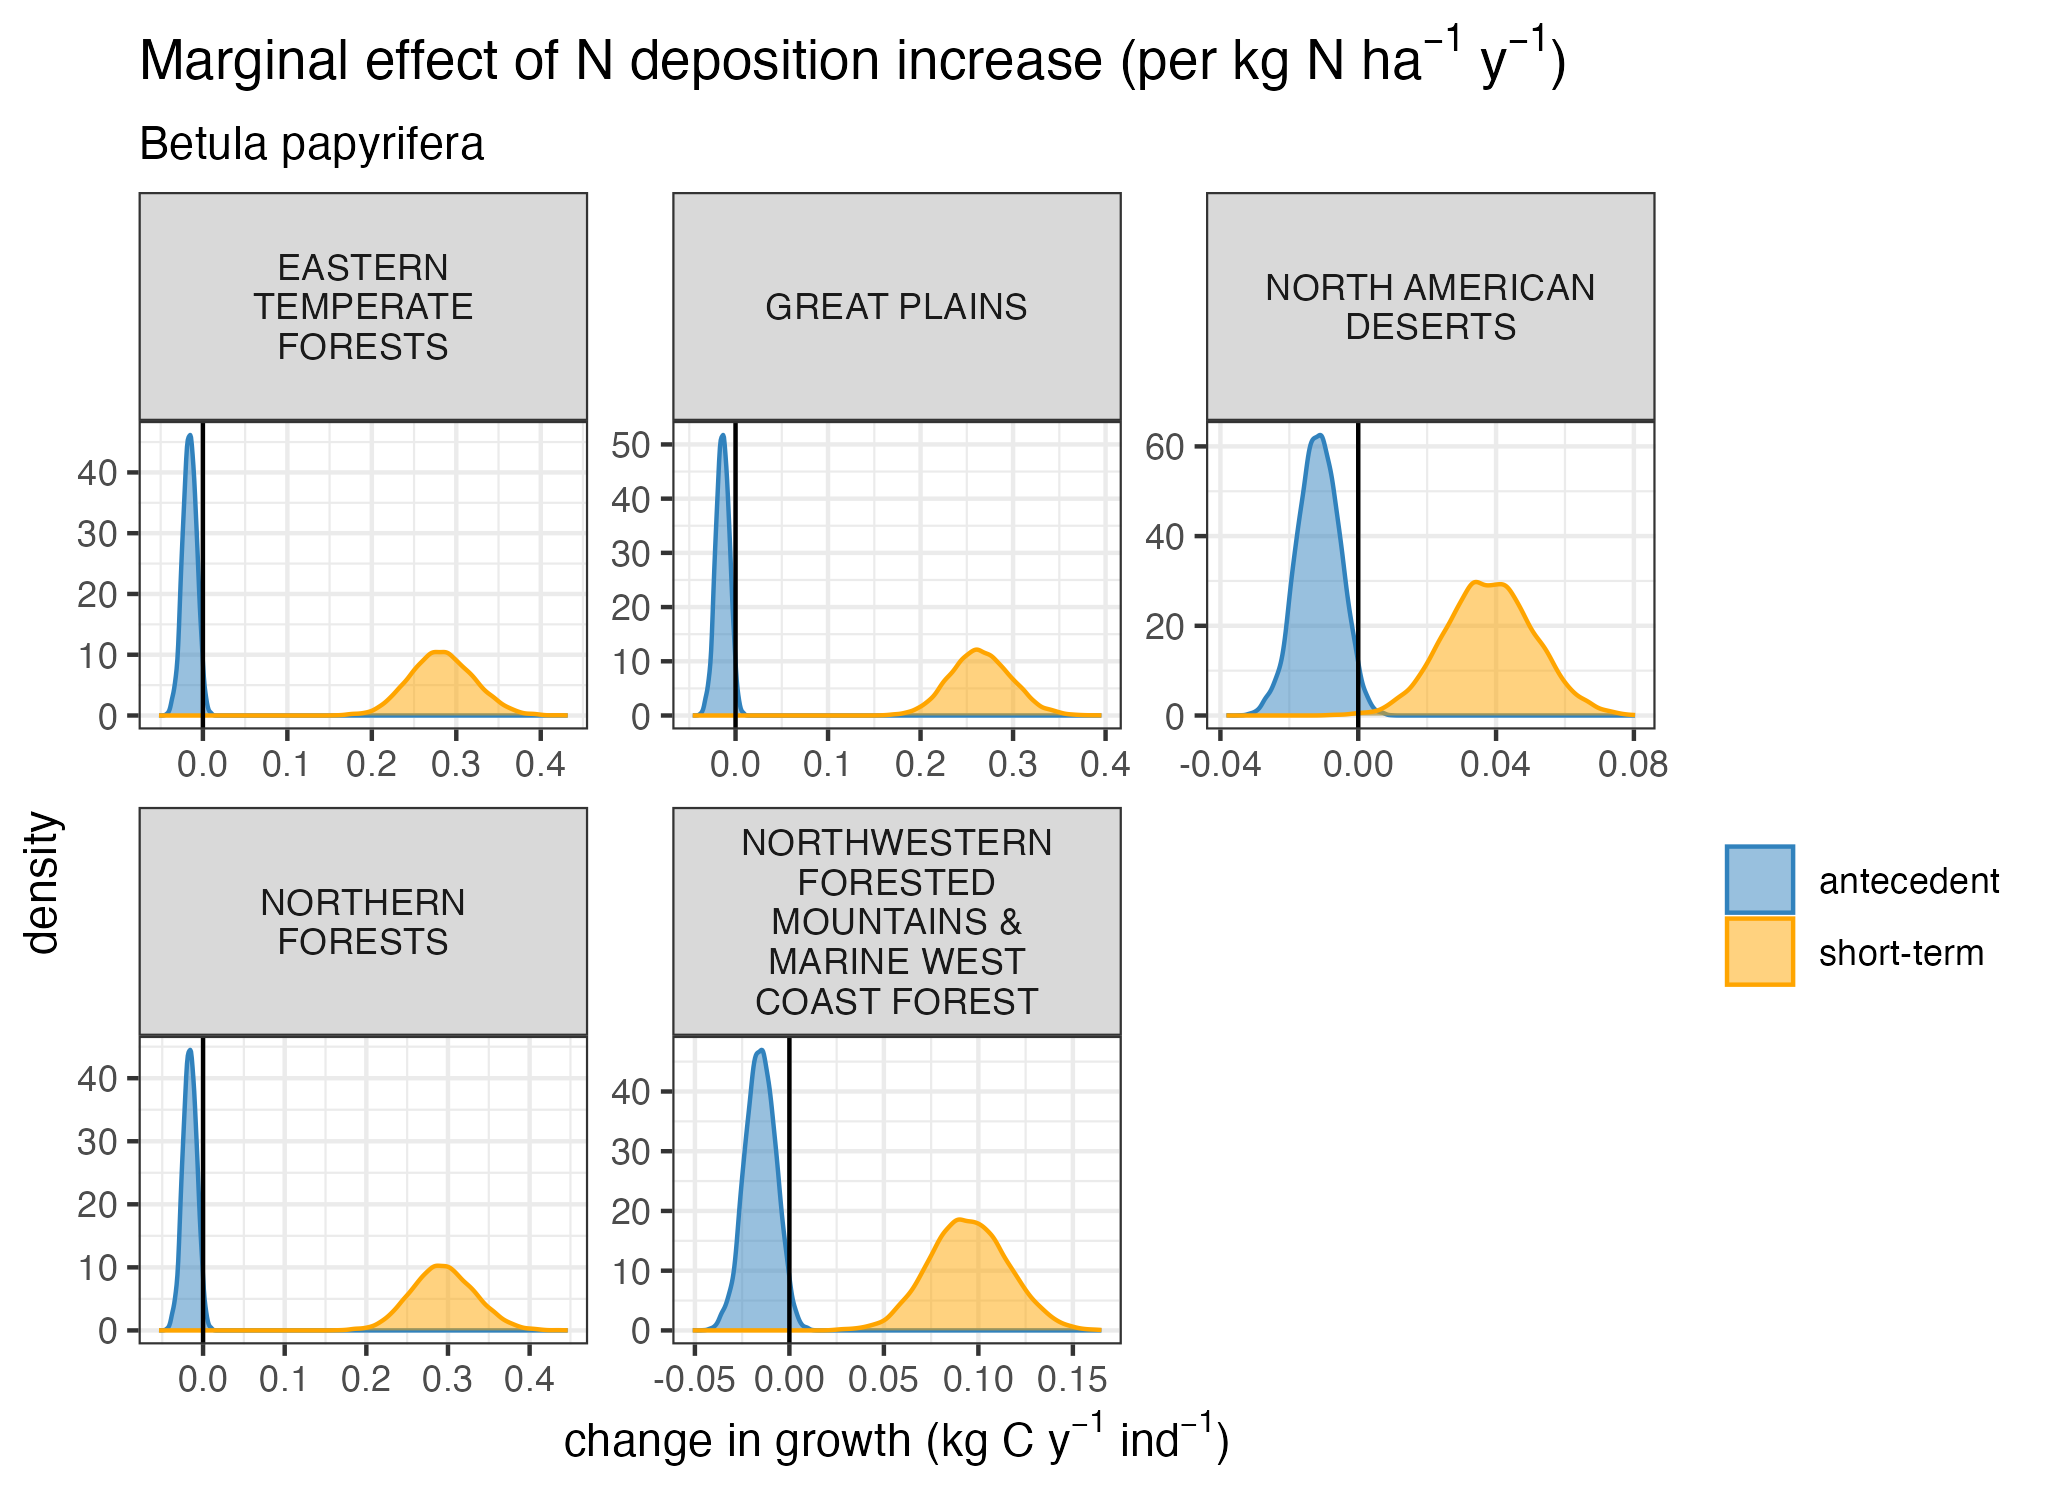 Marginal effect of N deposition increase (per kg N ha⁻¹ y⁻¹)
Betula papyrifera
EASTERN
TEMPERATE
FORESTS
GREAT PLAINS
NORTH AMERICAN
DESERTS
40
30
20
10
0
50
40
30
20
10
0
60
40
20
0
0.0 0.1 0.2 0.3 0.4
0.0 0.1 0.2 0.3 0.4
-0.04 0.00 0.04 0.08
density
NORTHERN
FORESTS
NORTHWESTERN
FORESTED
MOUNTAINS &
MARINE WEST
COAST FOREST
40
30
20
10
0
40
30
20
10
0
0.0 0.1 0.2 0.3 0.4
-0.05 0.00 0.05 0.10 0.15
change in growth (kg C y⁻¹ ind⁻¹)
antecedent
short-term